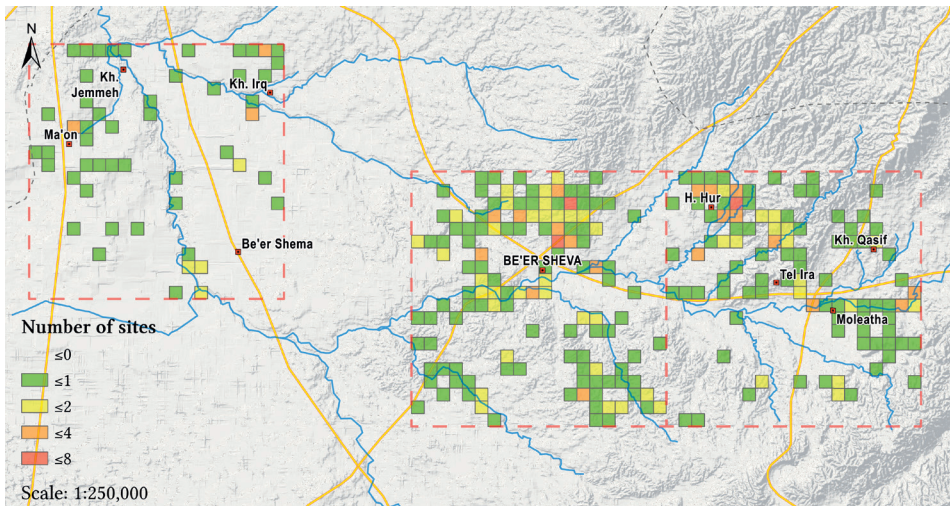 N
Kh.
Jemmeh
Kh. Irq
Ma'on
H. Hur
Kh. Qasif
Be'er Shema
BE'ER SHEVA
Tel Ira
Moleatha
Number of sites
≤0
≤1
≤2
≤4
≤8
Scale: 1:250,000